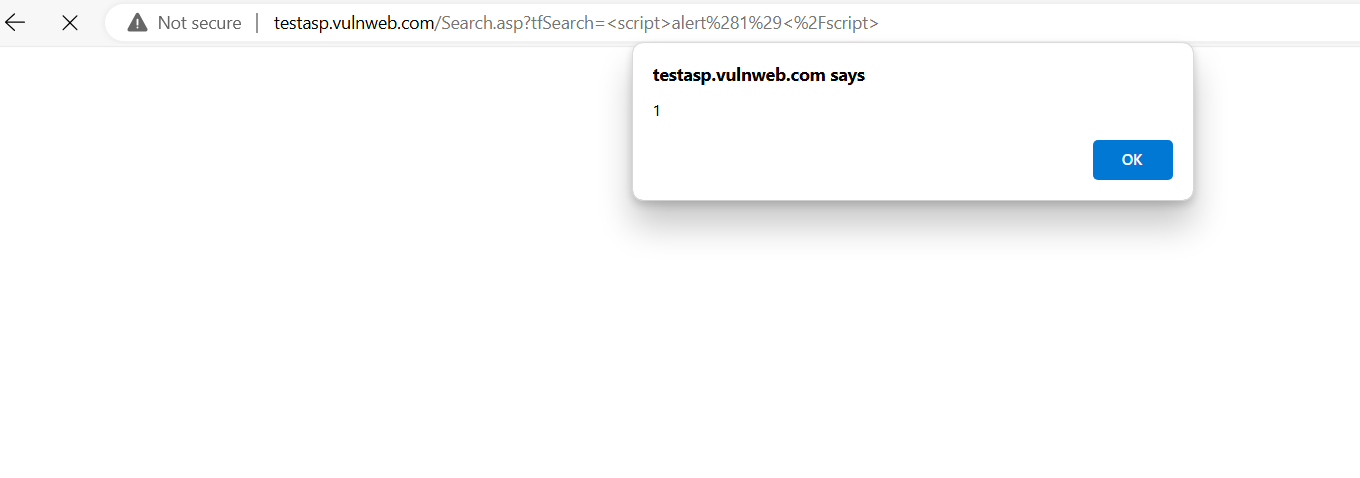 Not secure | testasp.vulnweb.com/Search.asp?tfSearch=<script>alert%281%29<%2Fscript>
testasp.vulnweb.com says
1
OK